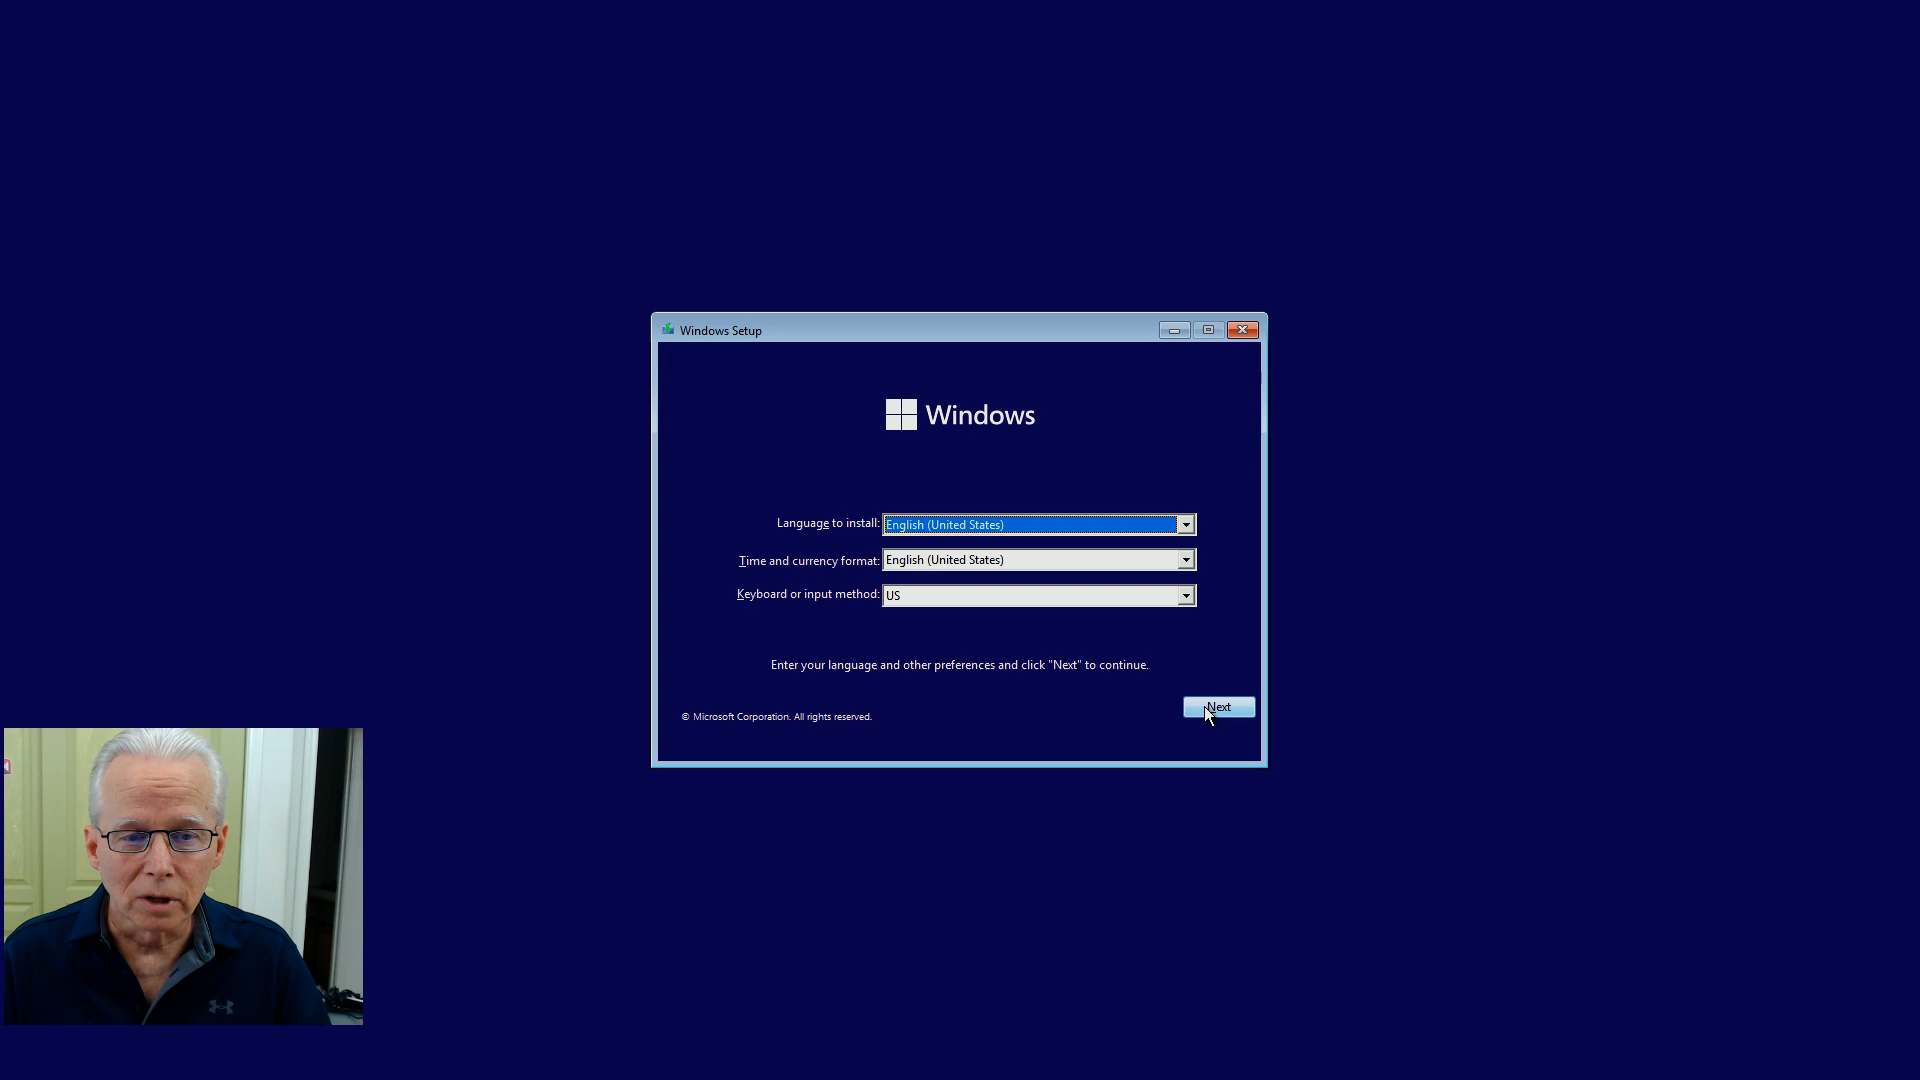 Windows Setup
Windows
Language to install: English (United States)
Time and currency format: English (United States)
Keyboard or input method: US
Enter your language and other preferences and click "Next" to continue.
Next
© Microsoft Corporation. All rights reserved.